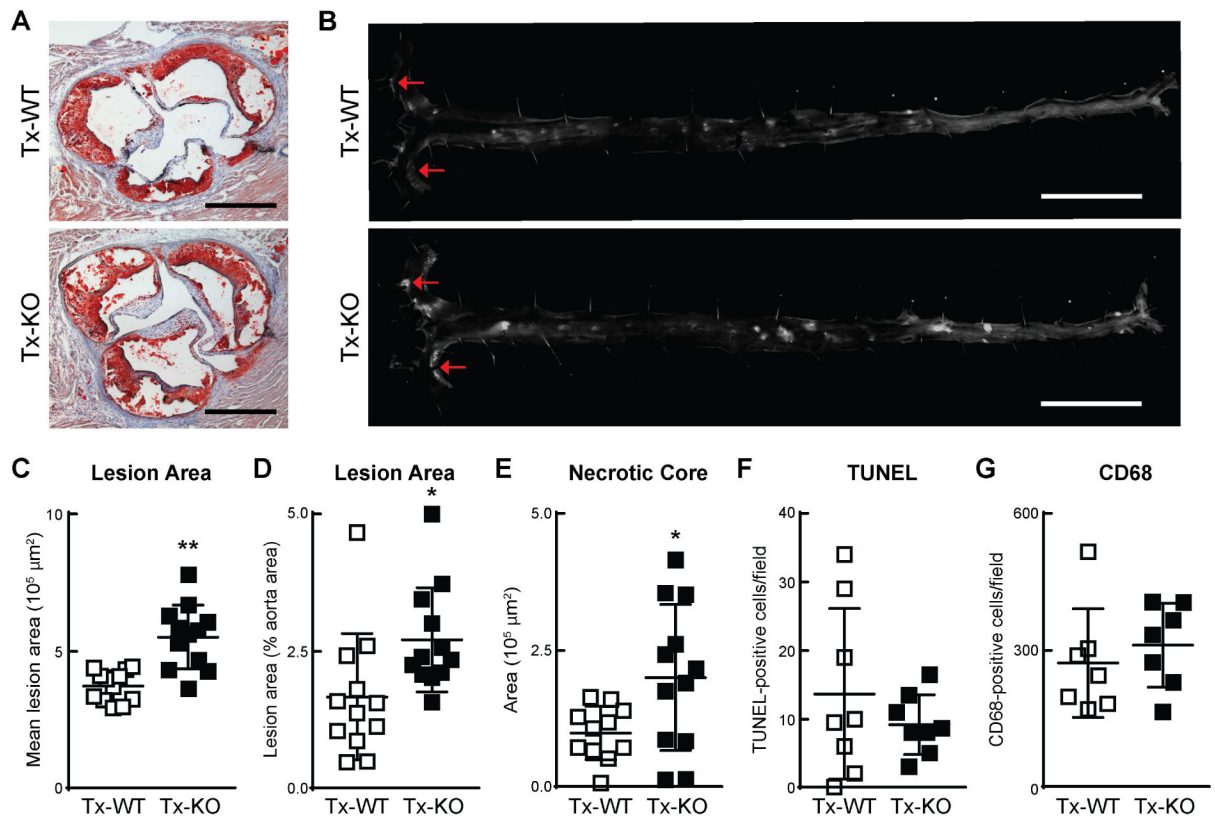 A
Tx-WT
Tx-KO
B
Tx-WT
Tx-KO
C
Lesion Area
Mean lesion area (10⁵ µm²)
10
5
0
**
Tx-WT Tx-KO
D
Lesion Area
Lesion area (% aorta area)
5.0
2.5
0.0
*
Tx-WT Tx-KO
E
Necrotic Core
Area (10⁵ µm²)
5.0
2.5
0.0
*
Tx-WT Tx-KO
F
TUNEL
TUNEL-positive cells/field
40
30
20
10
0
Tx-WT Tx-KO
G
CD68
CD68-positive cells/field
600
300
0
Tx-WT Tx-KO